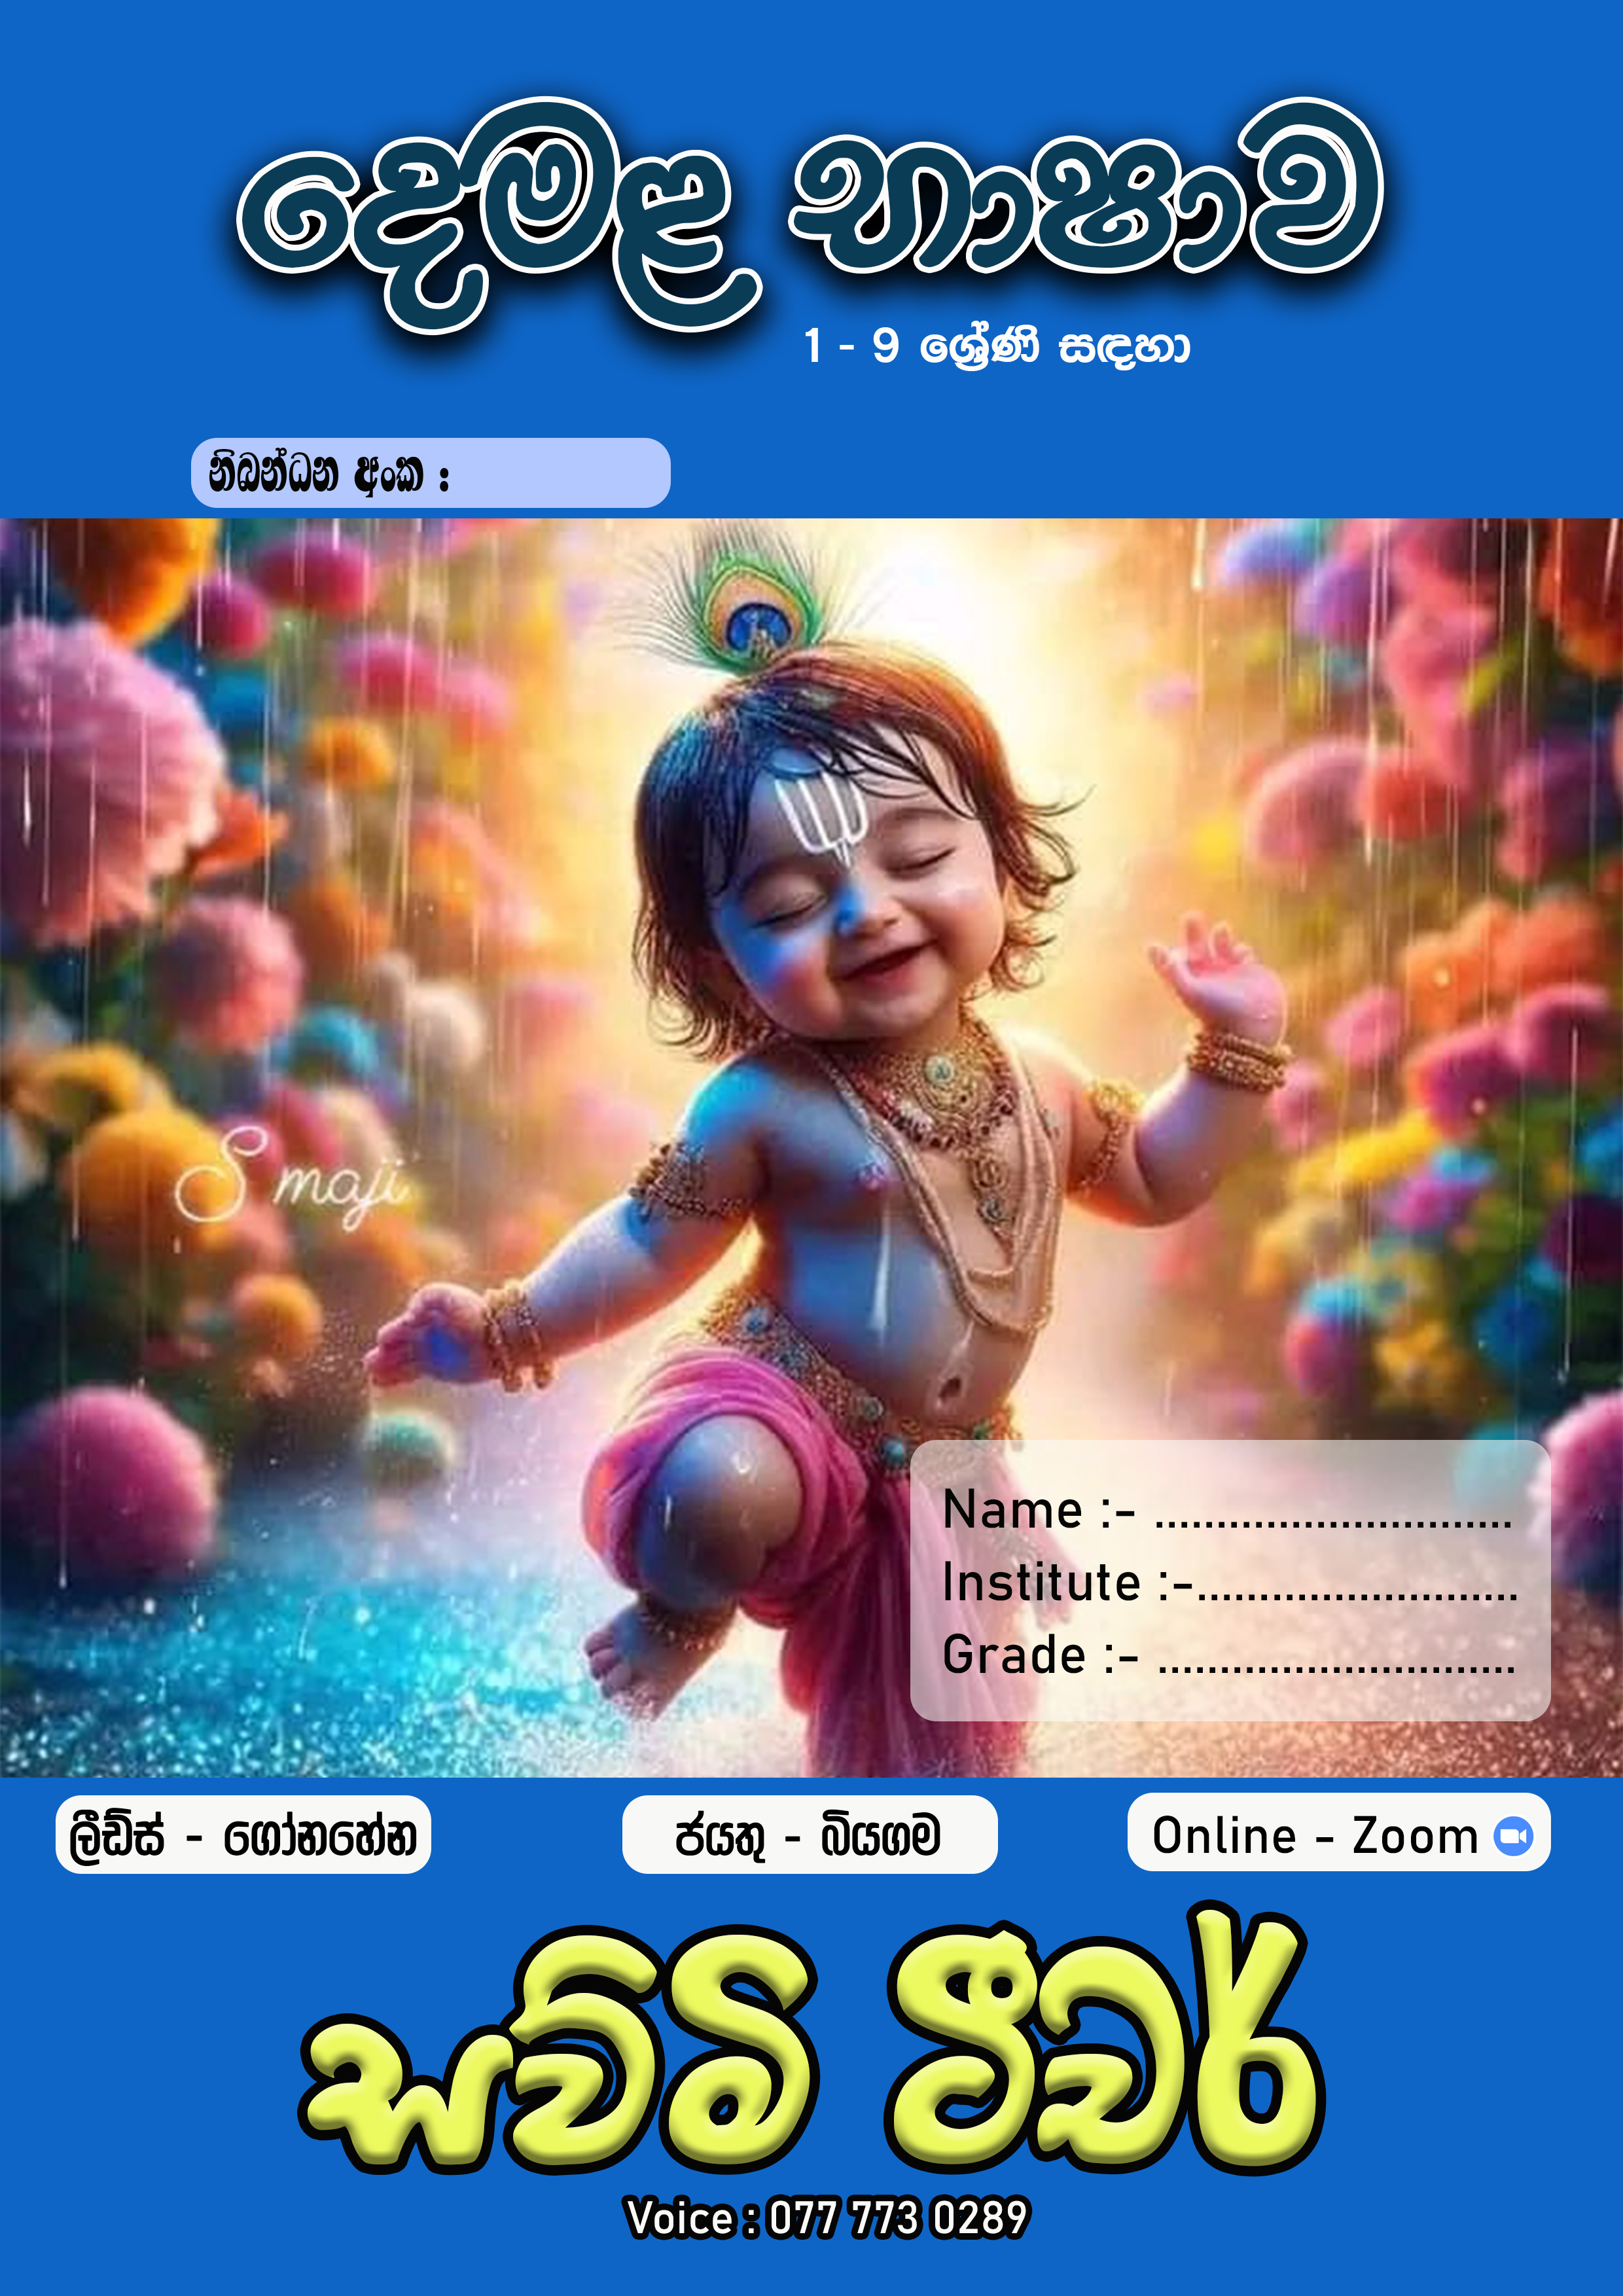 දෙමළ භාෂාව
1 - 9 ශ්‍රේණි සඳහා
නිබන්ධන අංක :
S maji
Name :- .............................
Institute :-..........................
Grade :- .............................
ලීඩ්ස් - ගෝනහේන
ජයතු - බියගම
Online - Zoom
සච්ටි ටීචර්
Voice : 077 773 0289